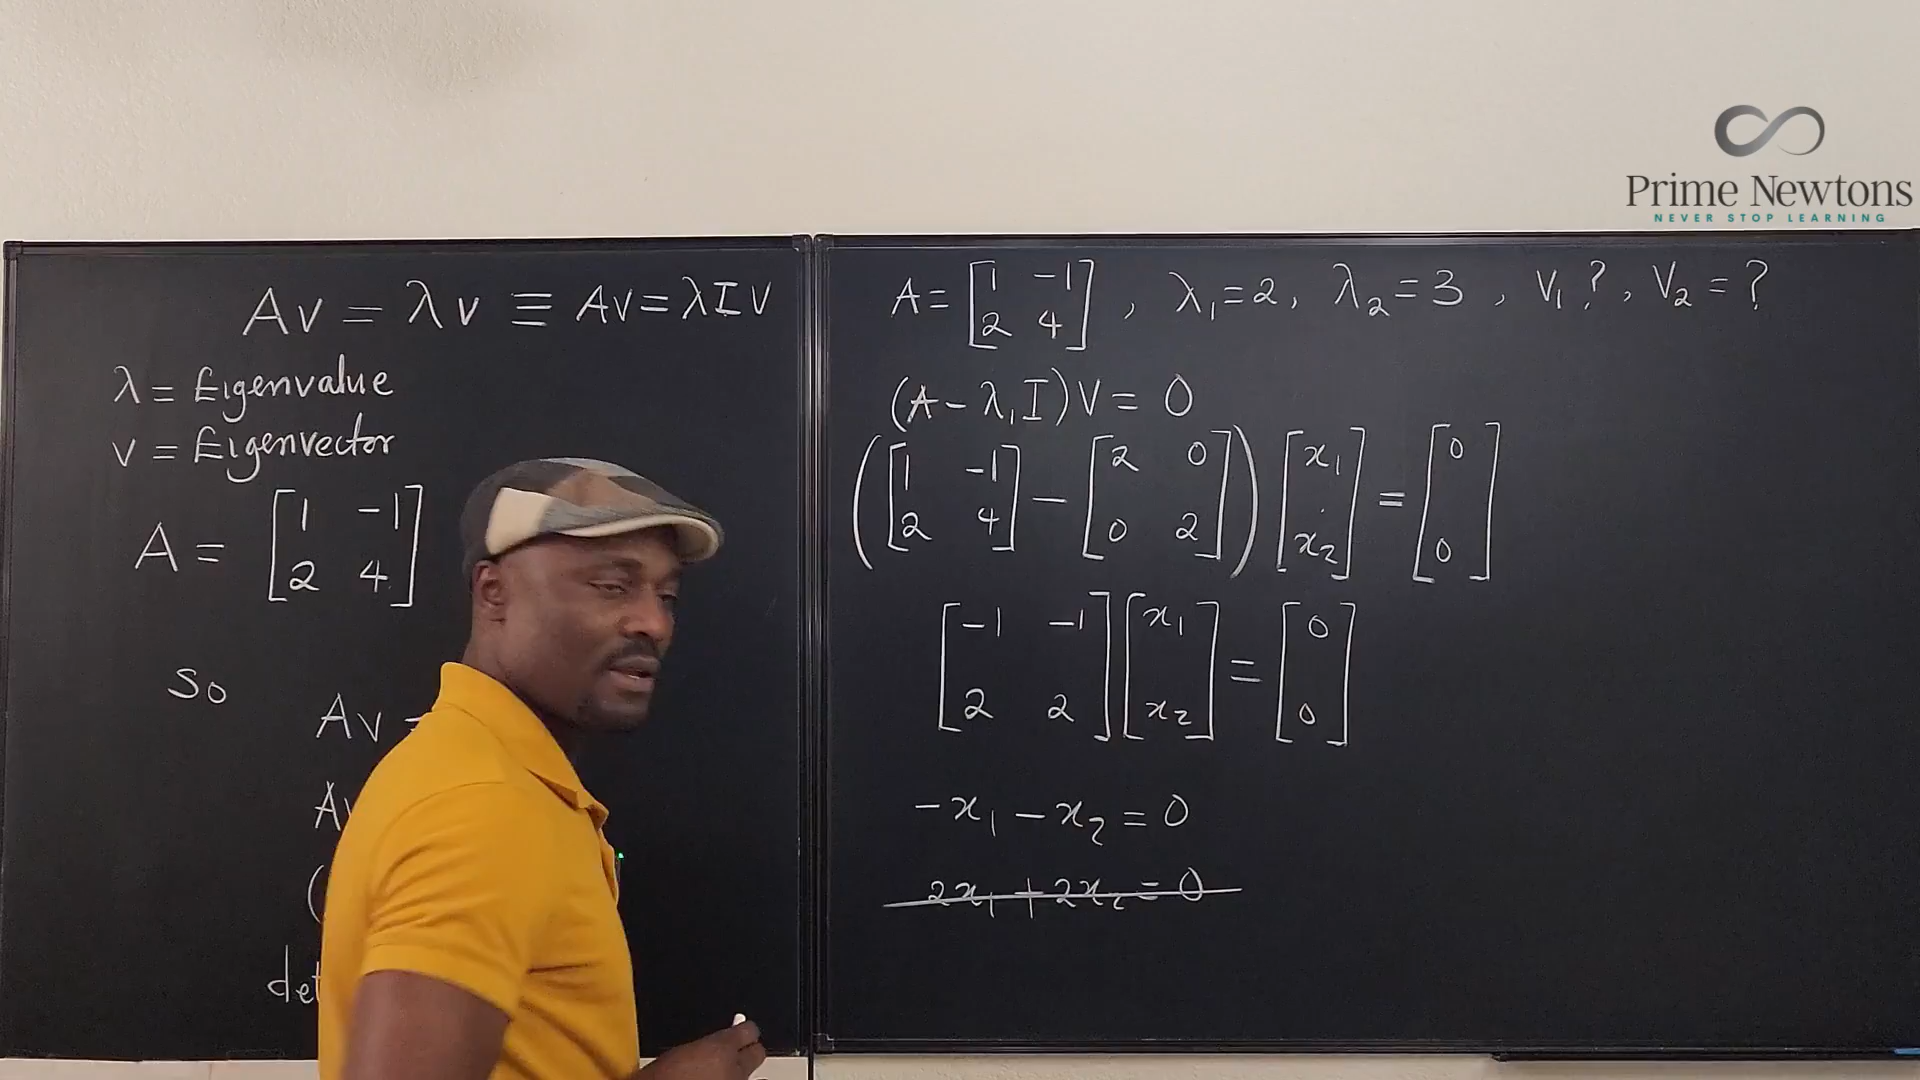 Prime Newtons
NEVER STOP LEARNING
Av = λv ≡ Av = λIv
λ = Eigenvalue
v = Eigenvector
A = [1 -1
2 4]
so
Av =
Av
(
det
A = [1 -1
2 4], λ₁=2, λ₂=3, V₁?, V₂=?
(A - λ₁I)V = 0
([1 -1
2 4] - [2 0
0 2]) [x₁
x₂] = [0
0]
[-1 -1
2 2] [x₁
x₂] = [0
0]
-x₁ - x₂ = 0
2x₁ + 2x₂ = 0